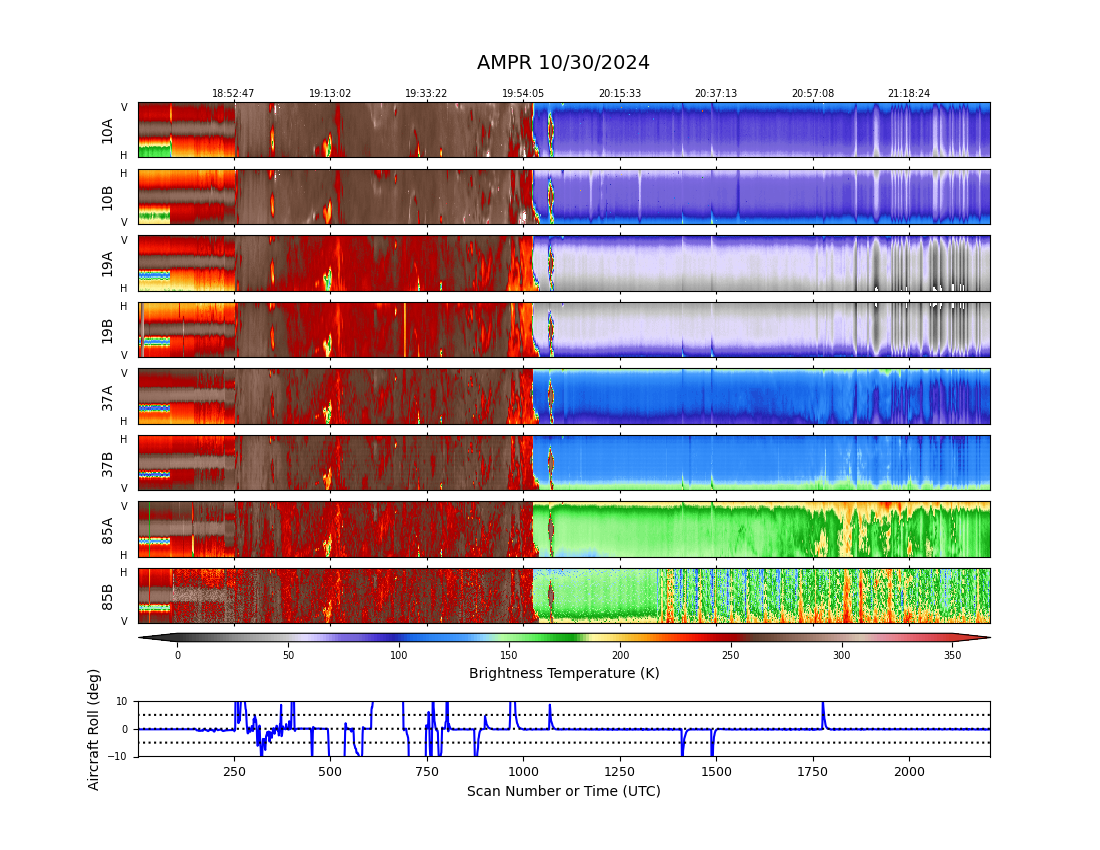 AMPR 10/30/2024
18:52:47 19:13:02 19:33:22 19:54:05 20:15:33 20:37:13 20:57:08 21:18:24
V
10A
H
H
10B
V
V
19A
H
H
19B
V
V
37A
H
H
37B
V
V
85A
H
H
85B
V
0 50 100 150 200 250 300 350
Brightness Temperature (K)
Aircraft Roll (deg)
10
0
−10
250 500 750 1000 1250 1500 1750 2000
Scan Number or Time (UTC)